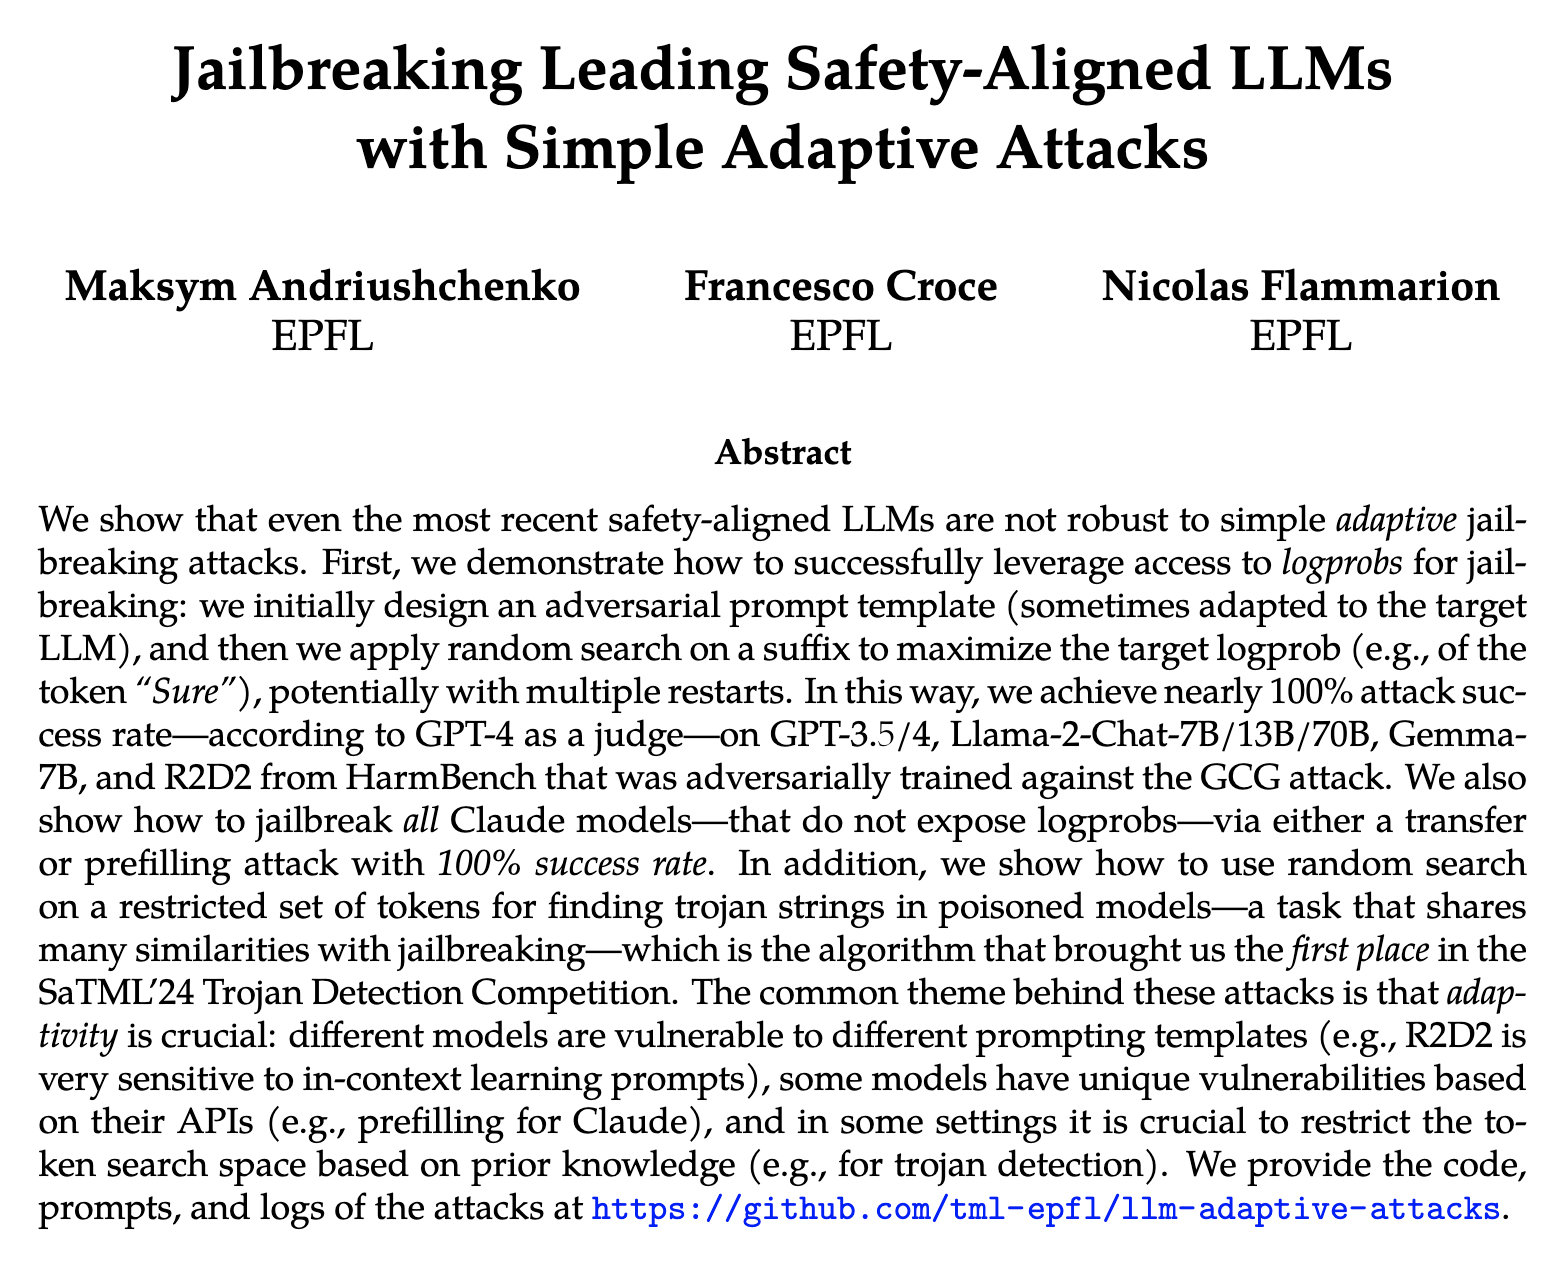 Jailbreaking Leading Safety-Aligned LLMs
with Simple Adaptive Attacks
Maksym Andriushchenko Francesco Croce Nicolas Flammarion
EPFL EPFL EPFL
Abstract
We show that even the most recent safety-aligned LLMs are not robust to simple adaptive jail-
breaking attacks. First, we demonstrate how to successfully leverage access to logprobs for jail-
breaking: we initially design an adversarial prompt template (sometimes adapted to the target
LLM), and then we apply random search on a suffix to maximize the target logprob (e.g., of the
token “Sure”), potentially with multiple restarts. In this way, we achieve nearly 100% attack suc-
cess rate—according to GPT-4 as a judge—on GPT-3.5/4, Llama-2-Chat-7B/13B/70B, Gemma-
7B, and R2D2 from HarmBench that was adversarially trained against the GCG attack. We also
show how to jailbreak all Claude models—that do not expose logprobs—via either a transfer
or prefilling attack with 100% success rate. In addition, we show how to use random search
on a restricted set of tokens for finding trojan strings in poisoned models—a task that shares
many similarities with jailbreaking—which is the algorithm that brought us the first place in the
SaTML’24 Trojan Detection Competition. The common theme behind these attacks is that adap-
tivity is crucial: different models are vulnerable to different prompting templates (e.g., R2D2 is
very sensitive to in-context learning prompts), some models have unique vulnerabilities based
on their APIs (e.g., prefilling for Claude), and in some settings it is crucial to restrict the to-
ken search space based on prior knowledge (e.g., for trojan detection). We provide the code,
prompts, and logs of the attacks at https://github.com/tml-epfl/llm-adaptive-attacks.